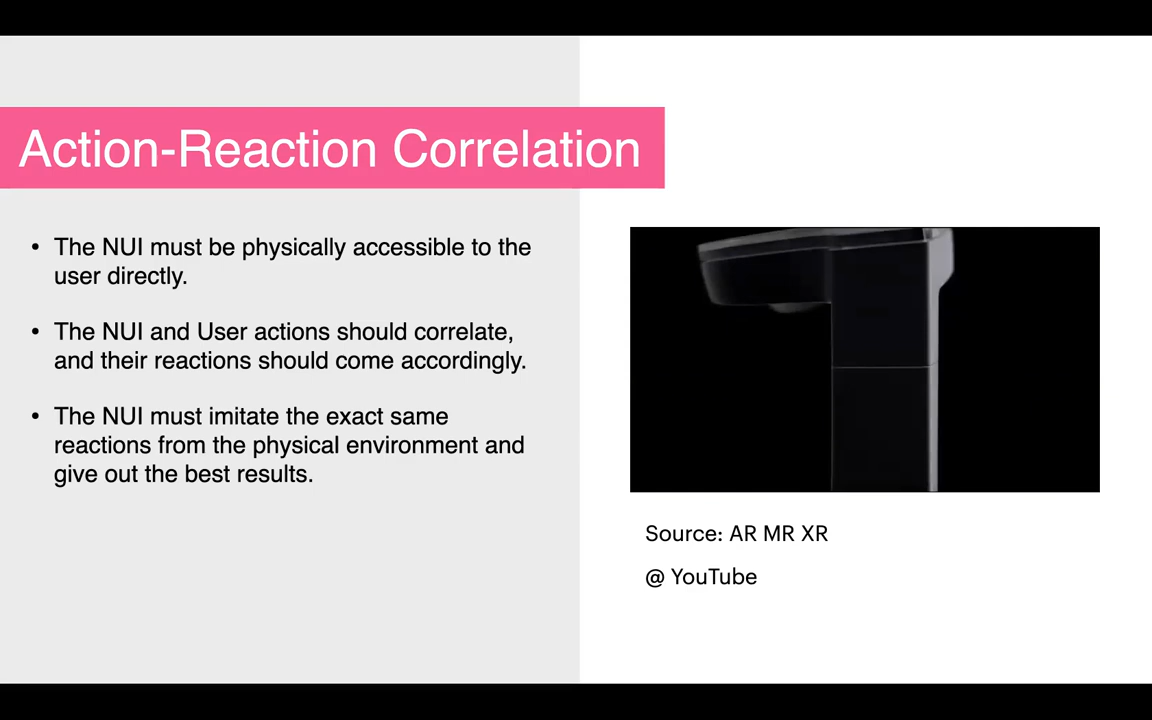 Action-Reaction Correlation
• The NUI must be physically accessible to the
user directly.
• The NUI and User actions should correlate,
and their reactions should come accordingly.
• The NUI must imitate the exact same
reactions from the physical environment and
give out the best results.
Source: AR MR XR
@ YouTube